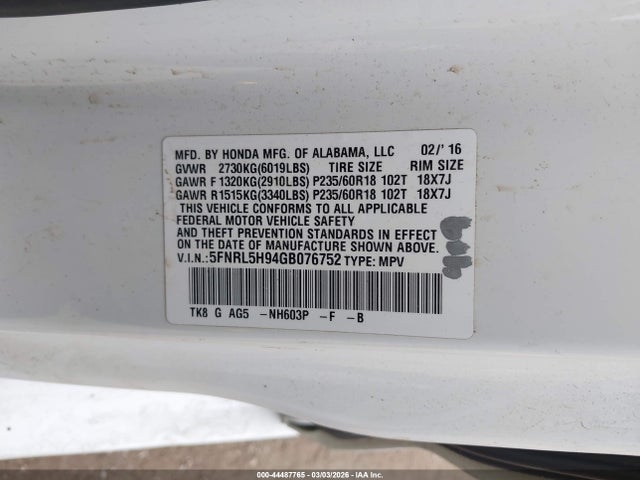 MFD. BY HONDA MFG. OF ALABAMA, LLC 02/' 16
GVWR 2730KG(6019LBS) TIRE SIZE RIM SIZE
GAWR F 1320KG(2910LBS) P235/60R18 102T 18X7J
GAWR R1515KG(3340LBS) P235/60R18 102T 18X7J
THIS VEHICLE CONFORMS TO ALL APPLICABLE
FEDERAL MOTOR VEHICLE SAFETY
AND THEFT PREVENTION STANDARDS IN EFFECT
ON THE DATE OF MANUFACTURE SHOWN ABOVE.
V.I.N.: 5FNRL5H94GB076752 TYPE: MPV
TK8 G AG5 -NH603P -F -B
000-44487765 - 03/03/2026 - IAA Inc.